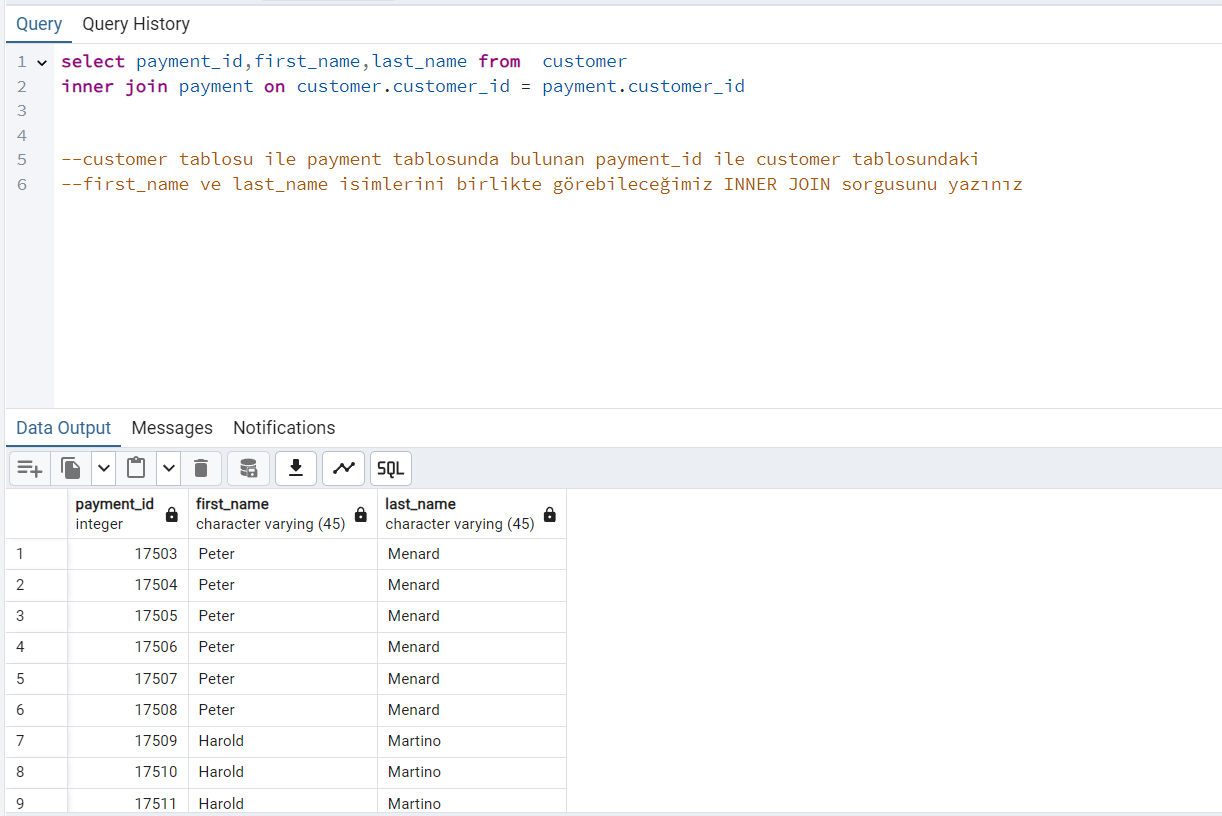 Query Query History
1 select payment_id,first_name,last_name from  customer
2 inner join payment on customer.customer_id = payment.customer_id
3
4
5 --customer tablosu ile payment tablosunda bulunan payment_id ile customer tablosundaki
6 --first_name ve last_name isimlerini birlikte görebileceğimiz INNER JOIN sorgusunu yazınız
Data Output Messages Notifications
SQL
payment_id first_name last_name
integer character varying (45) character varying (45)
1 17503 Peter Menard
2 17504 Peter Menard
3 17505 Peter Menard
4 17506 Peter Menard
5 17507 Peter Menard
6 17508 Peter Menard
7 17509 Harold Martino
8 17510 Harold Martino
9 17511 Harold Martino